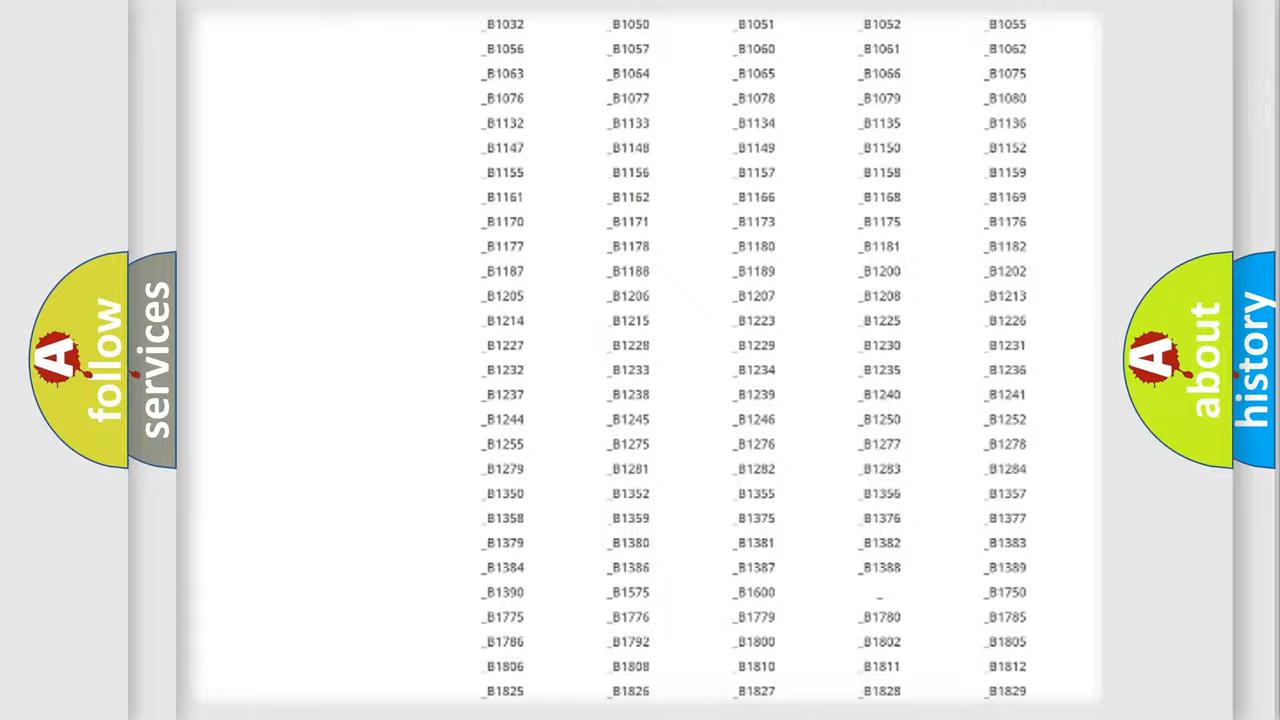 _B1032 _B1050 _B1051 _B1052 _B1055
_B1056 _B1057 _B1060 _B1061 _B1062
_B1063 _B1064 _B1065 _B1066 _B1075
_B1076 _B1077 _B1078 _B1079 _B1080
_B1132 _B1133 _B1134 _B1135 _B1136
_B1147 _B1148 _B1149 _B1150 _B1152
_B1155 _B1156 _B1157 _B1158 _B1159
_B1161 _B1162 _B1166 _B1168 _B1169
_B1170 _B1171 _B1173 _B1175 _B1176
_B1177 _B1178 _B1180 _B1181 _B1182
_B1187 _B1188 _B1189 _B1200 _B1202
_B1205 _B1206 _B1207 _B1208 _B1213
_B1214 _B1215 _B1223 _B1225 _B1226
_B1227 _B1228 _B1229 _B1230 _B1231
_B1232 _B1233 _B1234 _B1235 _B1236
_B1237 _B1238 _B1239 _B1240 _B1241
_B1244 _B1245 _B1246 _B1250 _B1252
_B1255 _B1275 _B1276 _B1277 _B1278
_B1279 _B1281 _B1282 _B1283 _B1284
_B1350 _B1352 _B1355 _B1356 _B1357
_B1358 _B1359 _B1375 _B1376 _B1377
_B1379 _B1380 _B1381 _B1382 _B1383
_B1384 _B1386 _B1387 _B1388 _B1389
_B1390 _B1575 _B1600 _ _B1750
_B1775 _B1776 _B1779 _B1780 _B1785
_B1786 _B1792 _B1800 _B1802 _B1805
_B1806 _B1808 _B1810 _B1811 _B1812
_B1825 _B1826 _B1827 _B1828 _B1829
A follow
services
A about
history